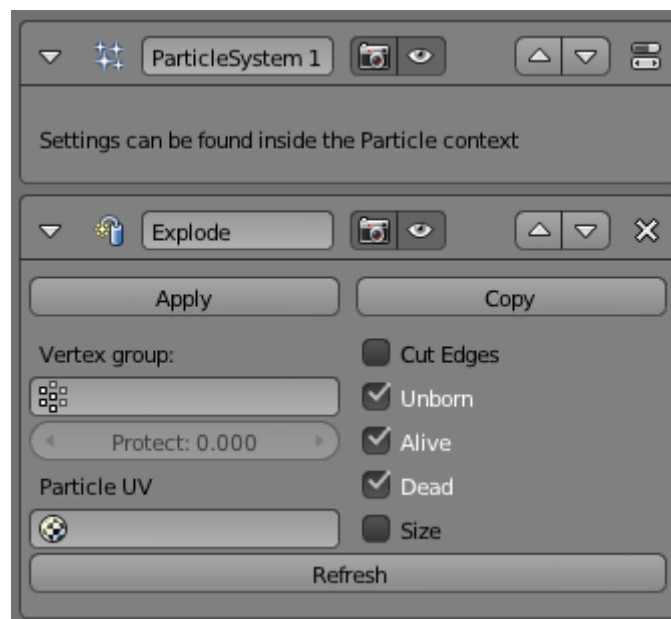 ParticleSystem 1
Settings can be found inside the Particle context
Explode
Apply
Copy
Vertex group:
Cut Edges
Unborn
Protect: 0.000
Alive
Particle UV
Dead
Size
Refresh